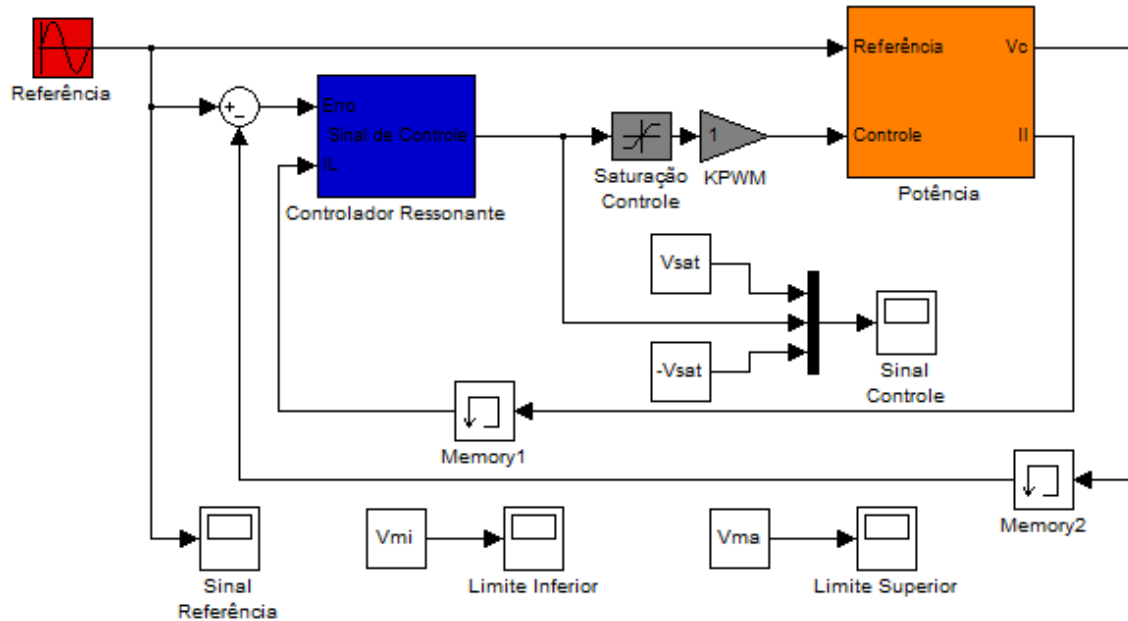 Referência
+
-
Erro
Sinal de Controle
IL
Controlador Ressonante
Saturação
Controle
1
KPWM
Referência
Vc
Controle
Il
Potência
Vsat
-Vsat
Sinal
Controle
Memory1
Memory2
Sinal
Referência
Vmi
Limite Inferior
Vma
Limite Superior